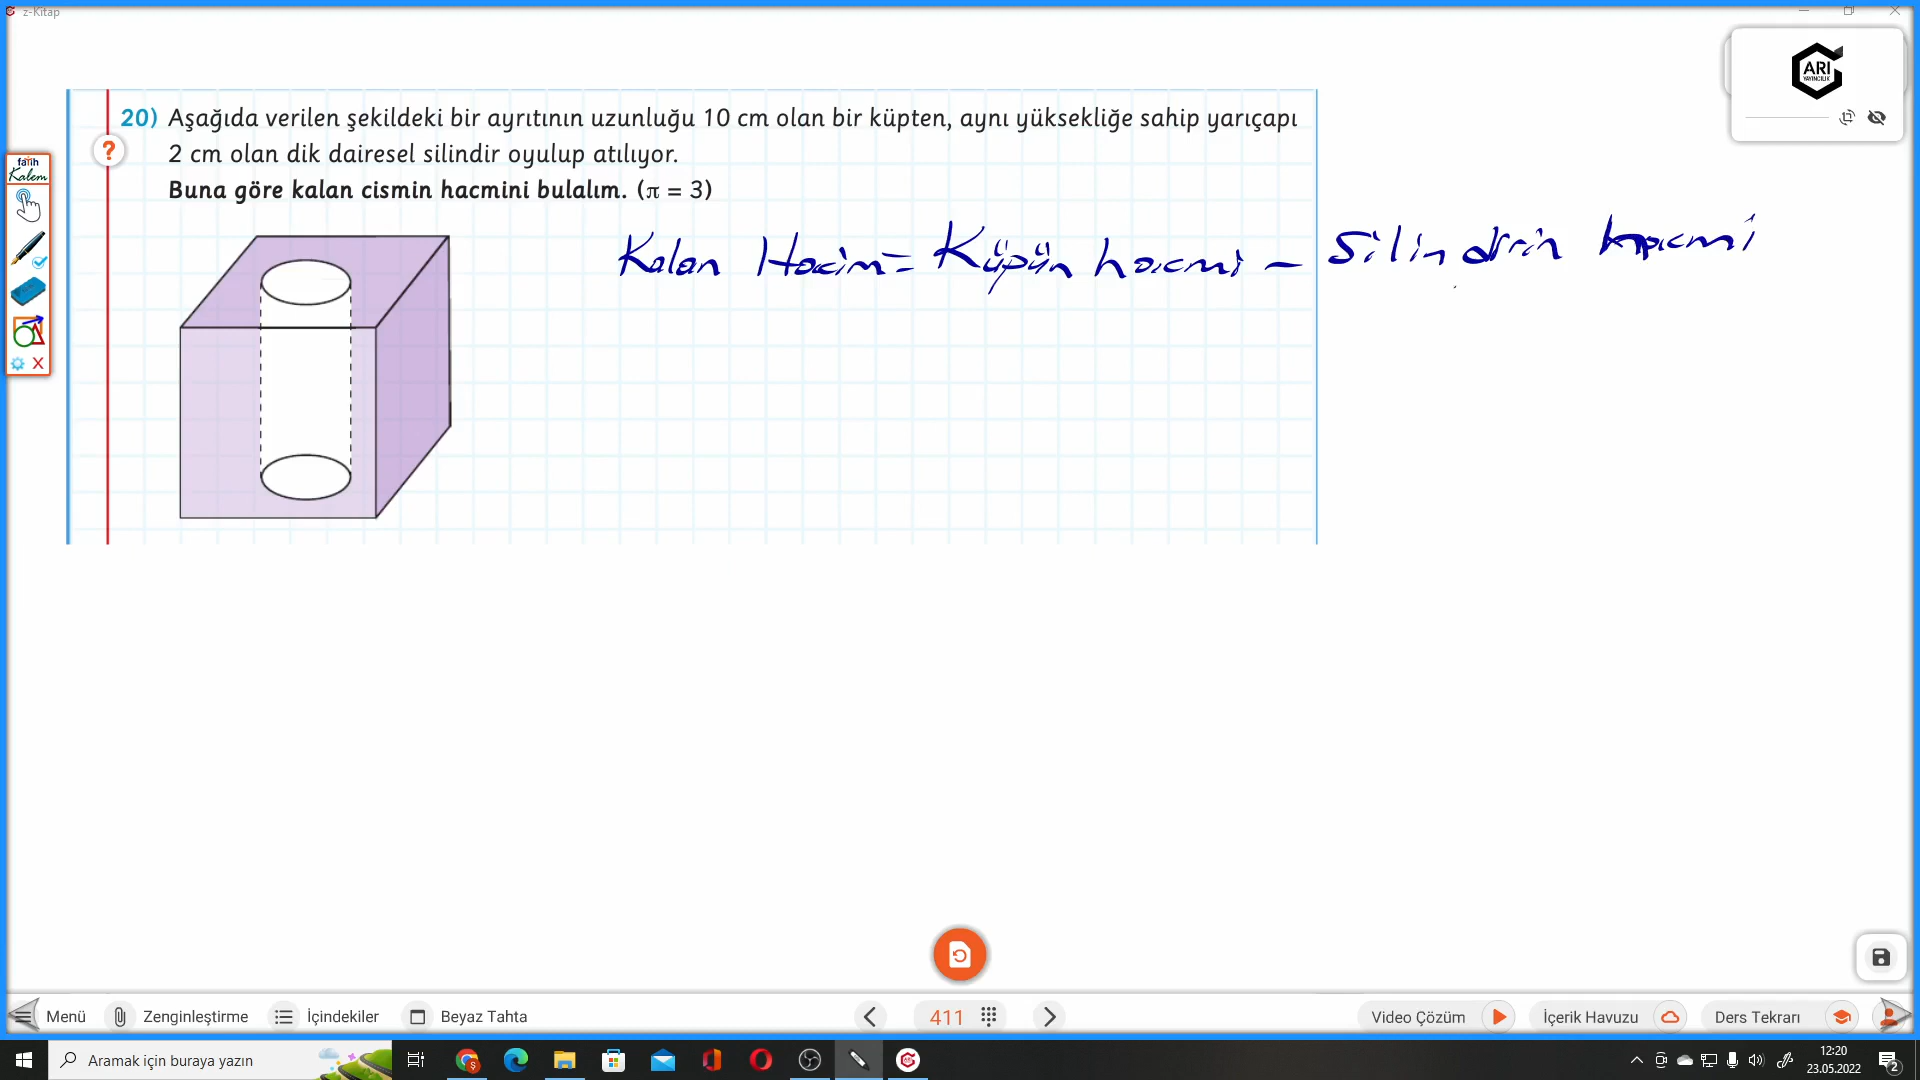 z-Kitap
ARI
YAYINCILIK
20) Aşağıda verilen şekildeki bir ayrıtının uzunluğu 10 cm olan bir küpten, aynı yüksekliğe sahip yarıçapı
2 cm olan dik dairesel silindir oyulup atılıyor.
Buna göre kalan cismin hacmini bulalım. (π = 3)
?
fatih
Kalem
X
Kalan Hacim = Küpün hacmi - Silindirin hacmi
Menü Zenginleştirme İçindekiler Beyaz Tahta 411 Video Çözüm İçerik Havuzu Ders Tekrarı
Aramak için buraya yazın
12:20
23.05.2022
2